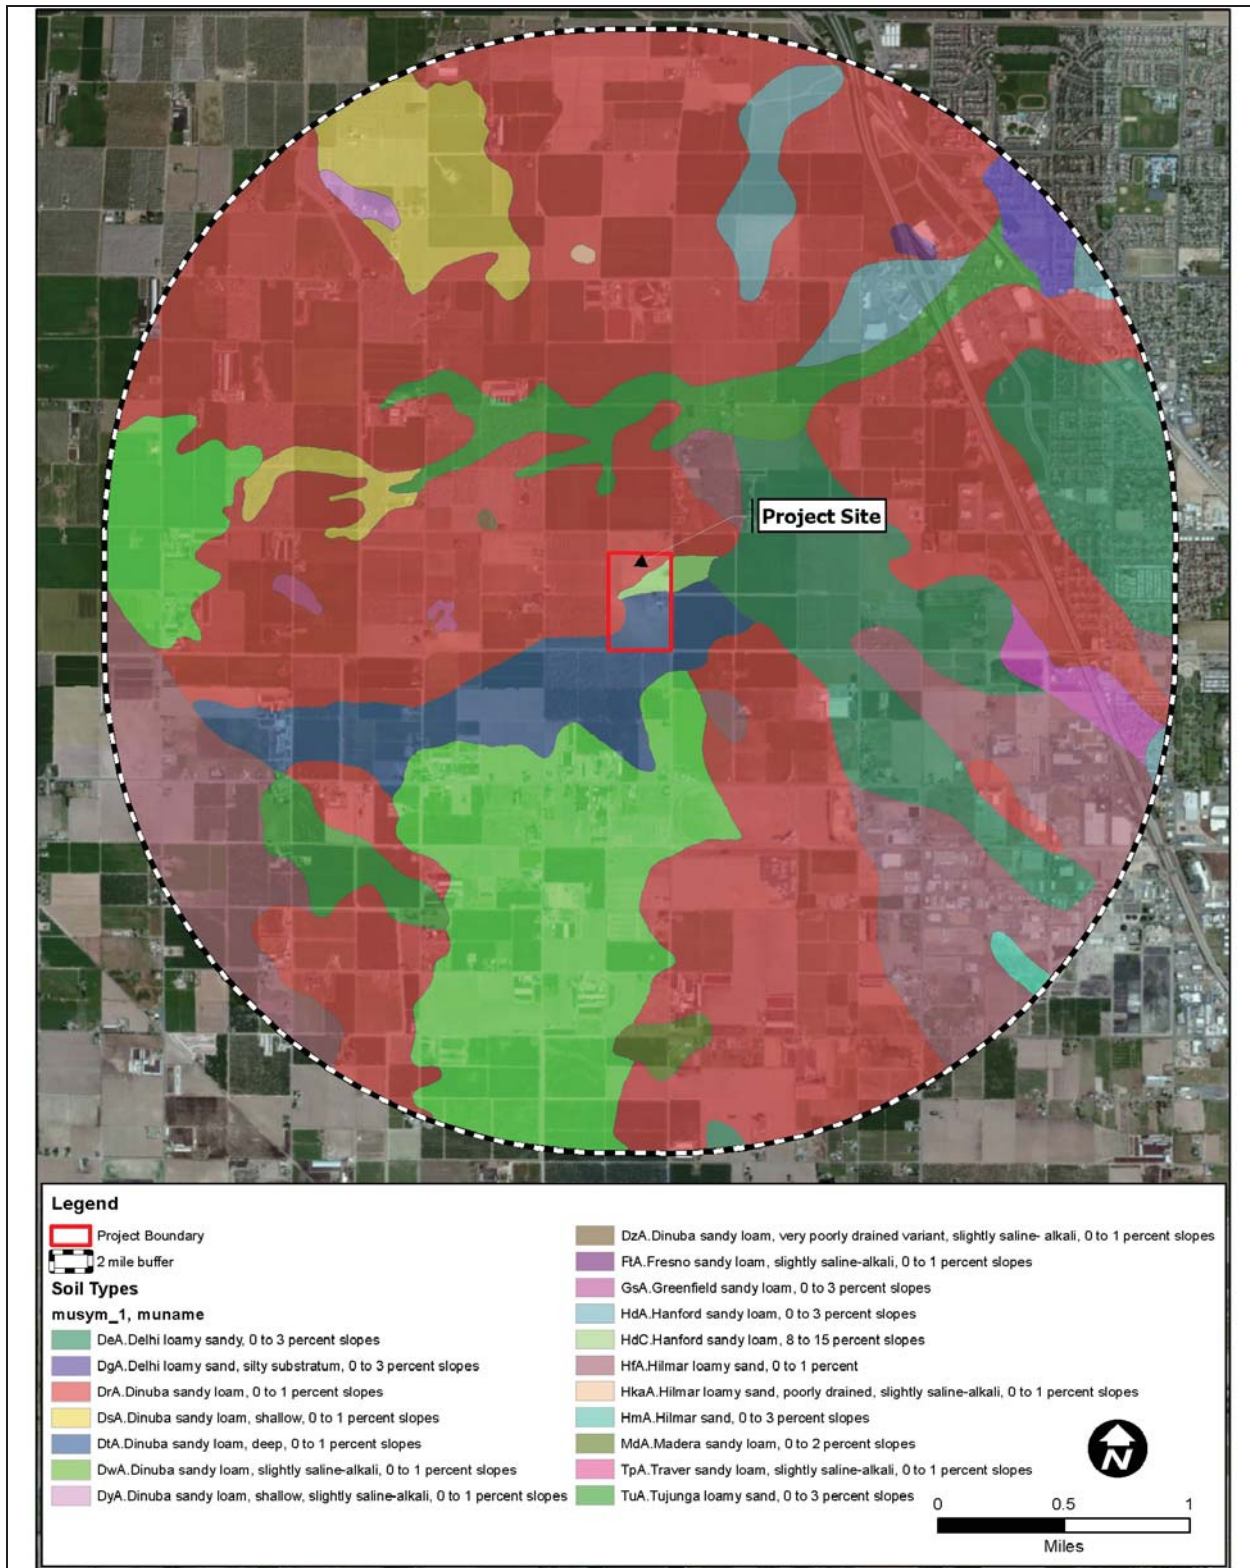 Project Site
Legend
Project Boundary
2 mile buffer
Soil Types
musym_1, muname
DeA.Delhi loamy sandy, 0 to 3 percent slopes
DgA.Delhi loamy sand, silty substratum, 0 to 3 percent slopes
DrA.Dinuba sandy loam, 0 to 1 percent slopes
DsA.Dinuba sandy loam, shallow, 0 to 1 percent slopes
DtA.Dinuba sandy loam, deep, 0 to 1 percent slopes
DwA.Dinuba sandy loam, slightly saline-alkali, 0 to 1 percent slopes
DyA.Dinuba sandy loam, shallow, slightly saline-alkali, 0 to 1 percent slopes
DzA.Dinuba sandy loam, very poorly drained variant, slightly saline- alkali, 0 to 1 percent slopes
FtA.Fresno sandy loam, slightly saline-alkali, 0 to 1 percent slopes
GsA.Greenfield sandy loam, 0 to 3 percent slopes
HdA.Hanford sandy loam, 0 to 3 percent slopes
HdC.Hanford sandy loam, 8 to 15 percent slopes
HfA.Hilmar loamy sand, 0 to 1 percent
HkaA.Hilmar loamy sand, poorly drained, slightly saline-alkali, 0 to 1 percent slopes
HmA.Hilmar sand, 0 to 3 percent slopes
MdA.Madera sandy loam, 0 to 2 percent slopes
TpA.Traver sandy loam, slightly saline-alkali, 0 to 1 percent slopes
TuA.Tujunga loamy sand, 0 to 3 percent slopes
N
0 0.5 1
Miles